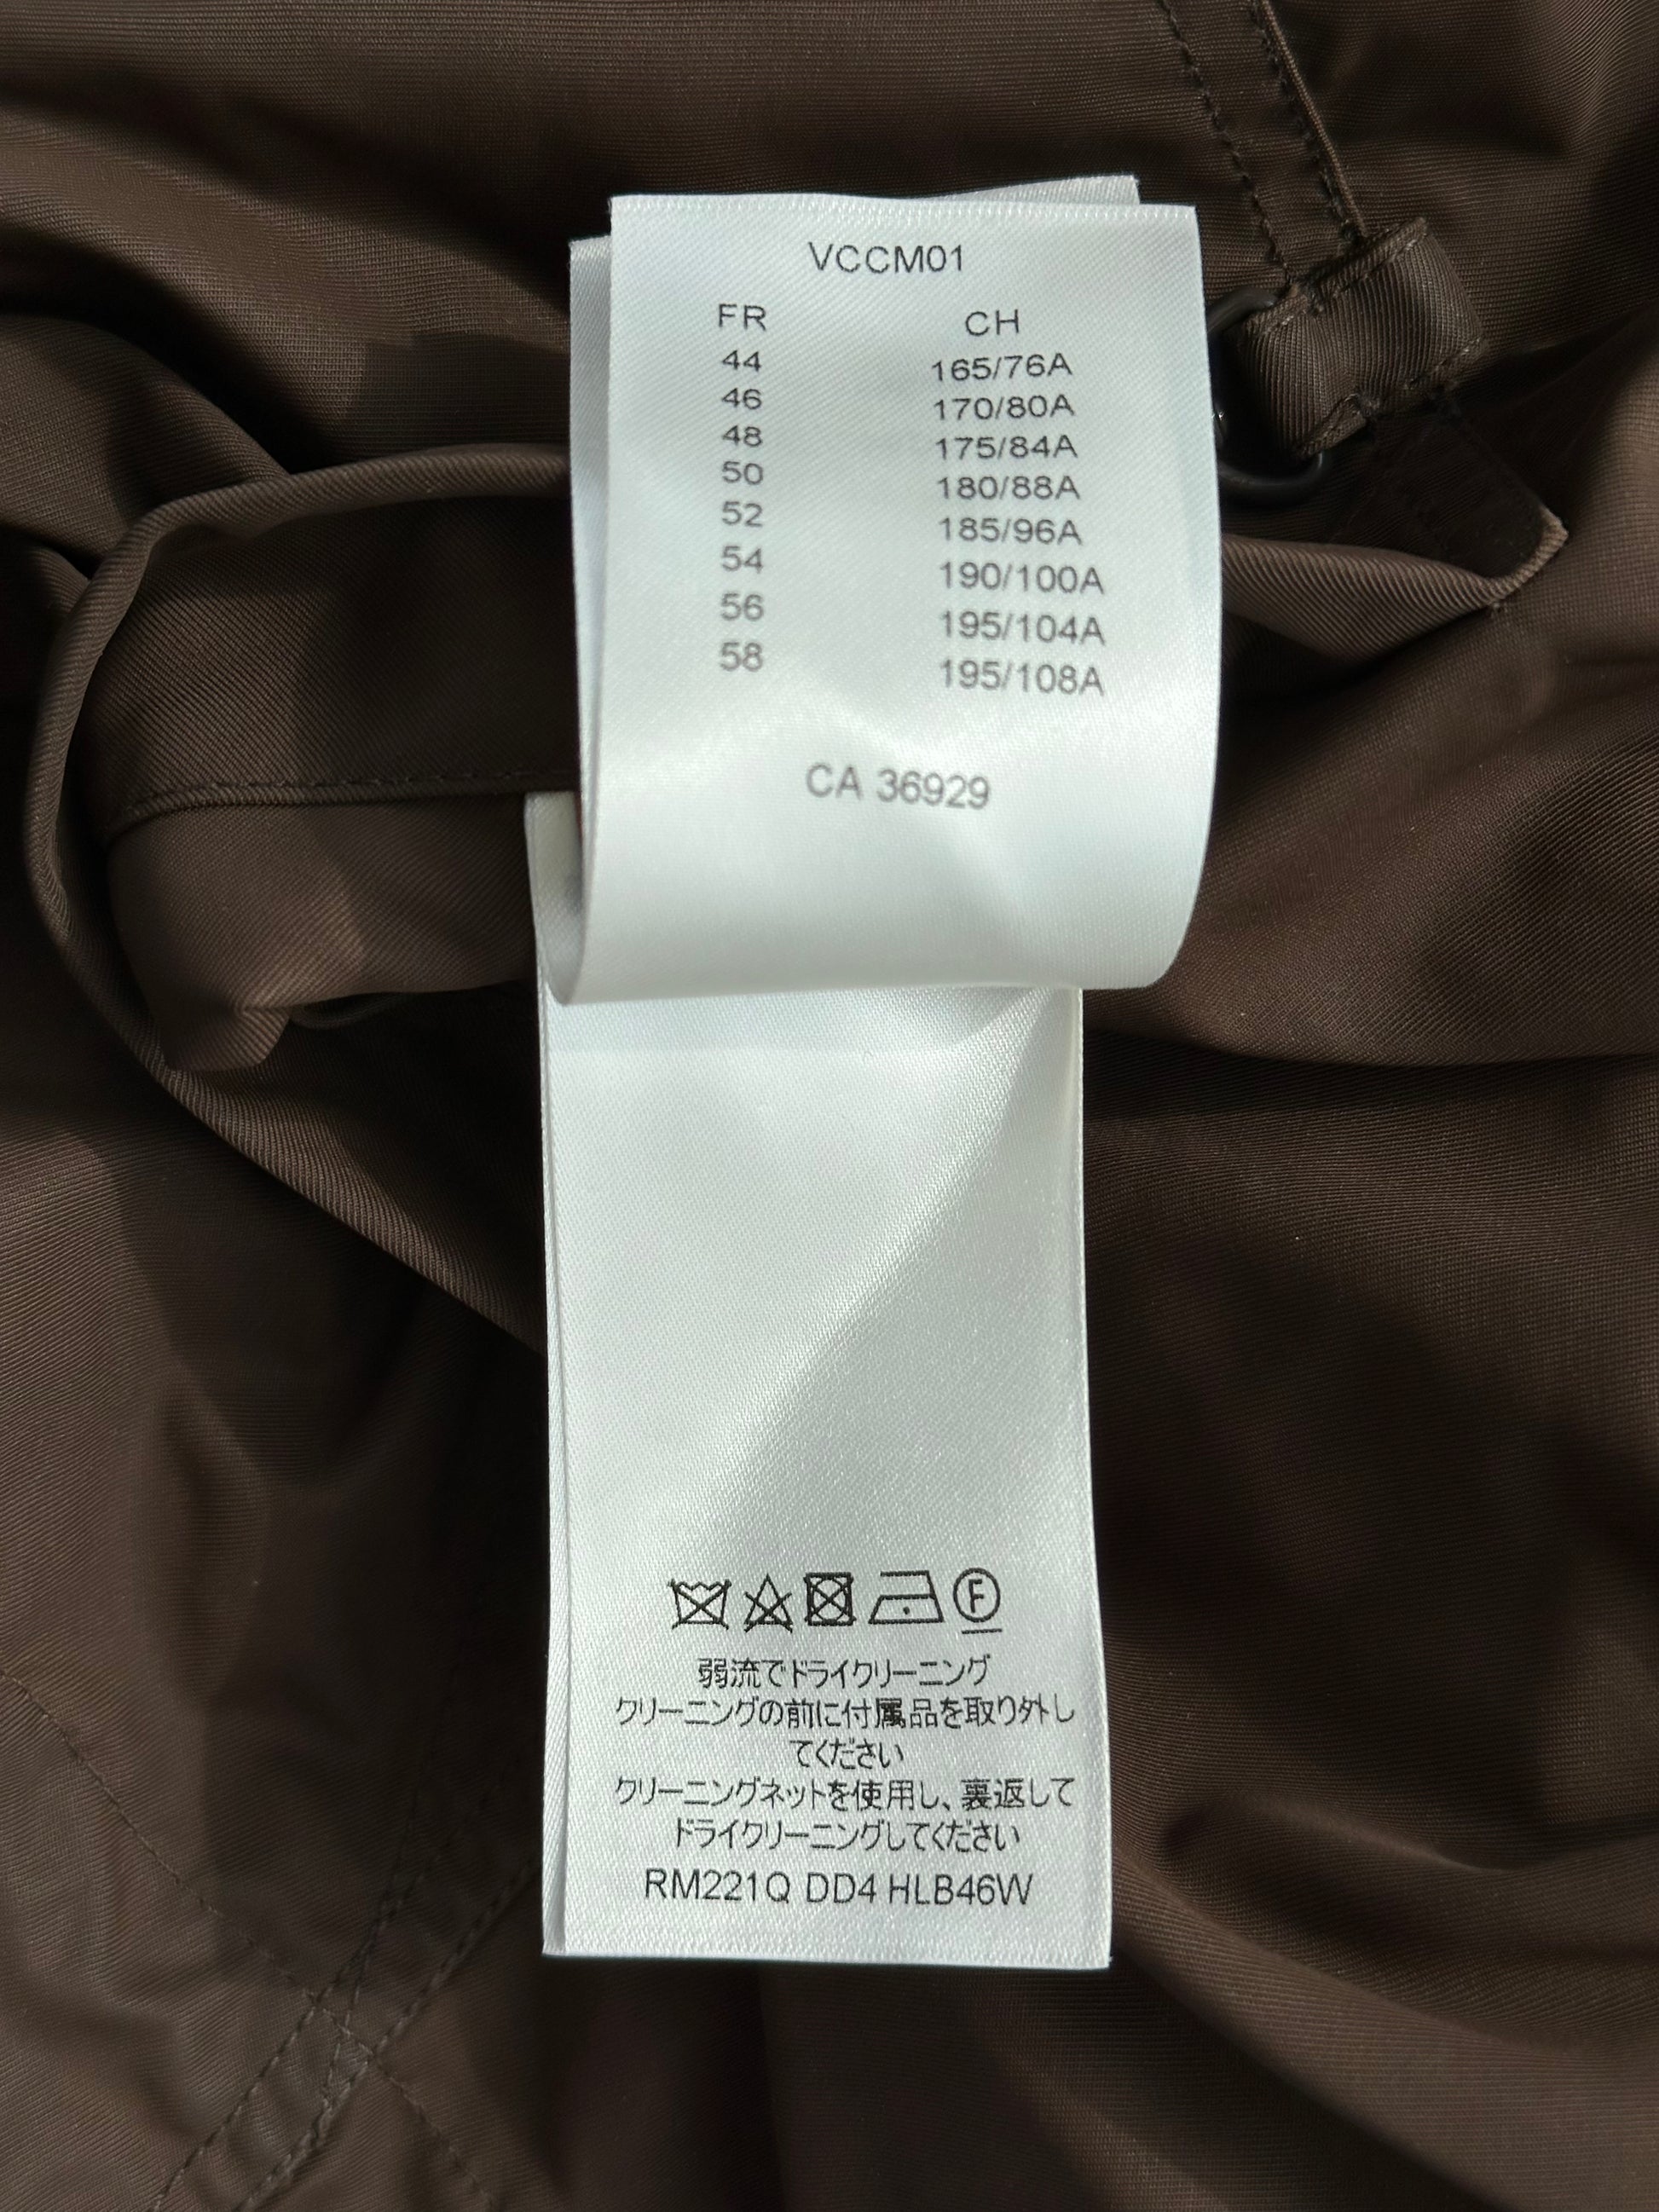 VCCM01
FR CH
44 165/76A
46 170/80A
48 175/84A
50 180/88A
52 185/96A
54 190/100A
56 195/104A
58 195/108A
CA 36929
F
弱流でドライクリーニング
クリーニングの前に付属品を取り外し
てください
クリーニングネットを使用し、裏返して
ドライクリーニングしてください
RM221Q DD4 HLB46W